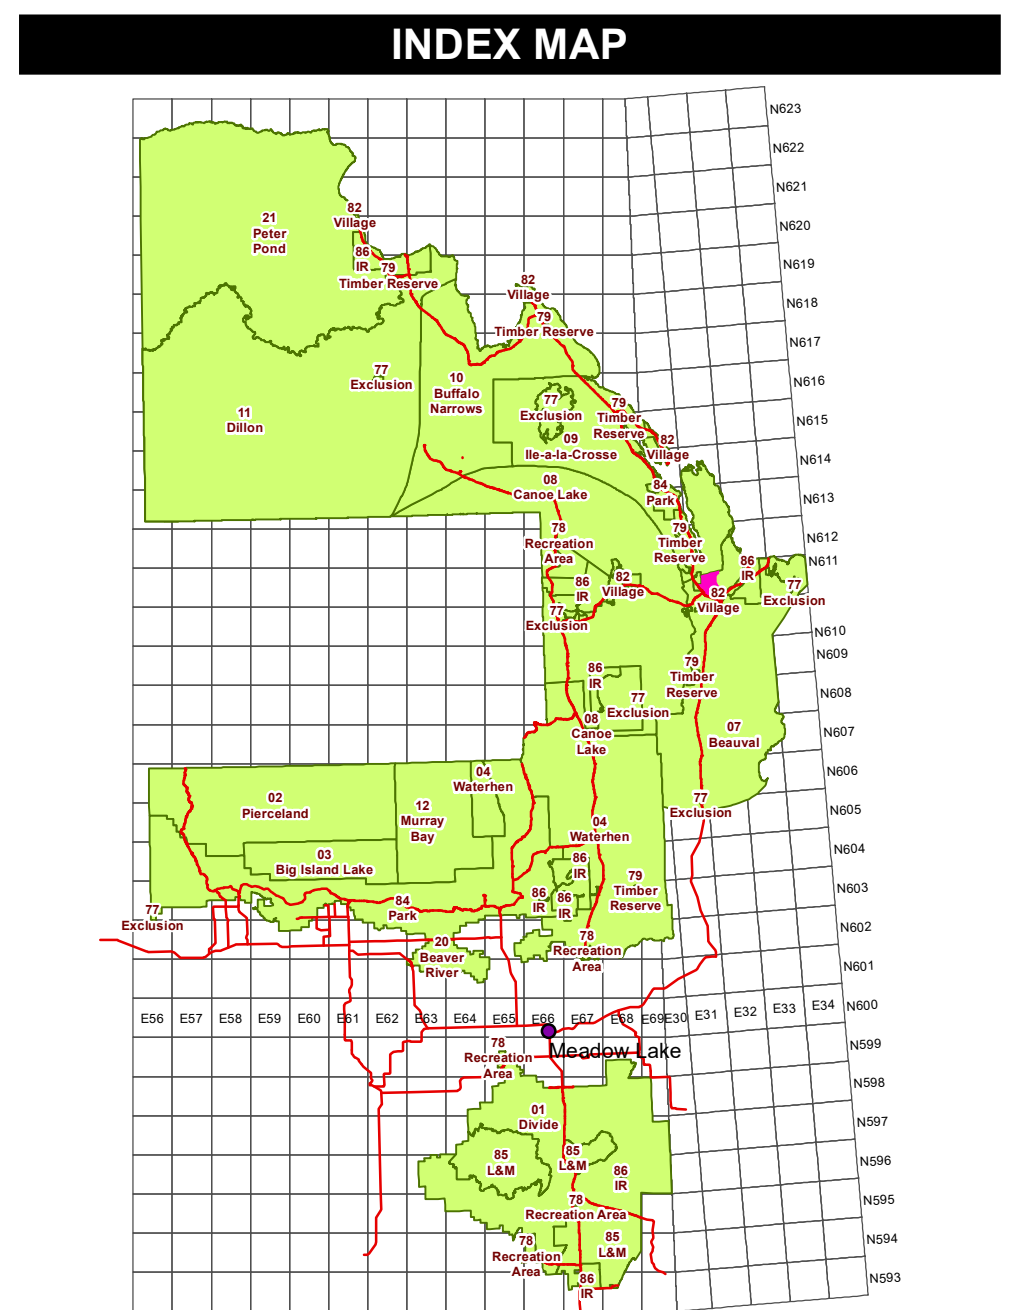 INDEX MAP
N623
N622
N621
N620
N619
N618
N617
N616
N615
N614
N613
N612
N611
N610
N609
N608
N607
N606
N605
N604
N603
N602
N601
N600
N599
N598
N597
N596
N595
N594
N593
21
Peter
Pond
82
Village
86
IR
79
Timber Reserve
82
Village
79
Timber Reserve
77
Exclusion
10
Buffalo
Narrows
11
Dillon
77
Exclusion
79
Timber
Reserve
09
Ile-a-la-Crosse
82
Village
08
Canoe Lake
84
Park
78
Recreation
Area
79
Timber
Reserve
86
IR
82
Village
86
IR
77
Exclusion
82
Village
77
Exclusion
86
IR
79
Timber
Reserve
77
Exclusion
08
Canoe
Lake
07
Beauval
04
Waterhen
02
Pierceland
12
Murray
Bay
77
Exclusion
04
Waterhen
03
Big Island Lake
86
IR
79
Timber
Reserve
84
Park
86
IR
86
IR
77
Exclusion
20
Beaver
River
78
Recreation
Area
E56 E57 E58 E59 E60 E61 E62 E63 E64 E65 E66 E67 E68 E69 E30 E31 E32 E33 E34
Meadow Lake
78
Recreation
Area
01
Divide
85
L&M
85
L&M
86
IR
78
Recreation Area
78
Recreation
Area
85
L&M
86
IR